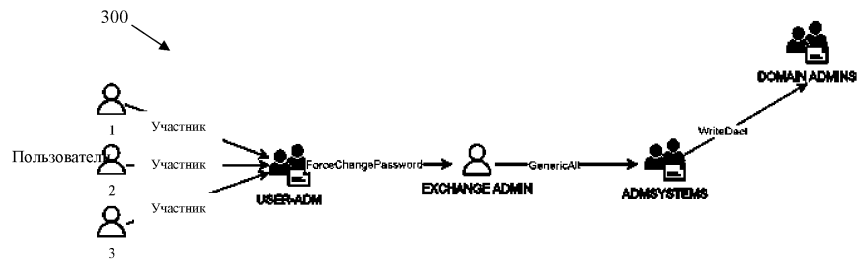 300
DOMAIN ADMINS
WriteDacl
1
Участник
Пользователи
Участник
ForceChangePassword
GenericAll
2
USER-ADM
EXCHANGE ADMIN
ADMSYSTEMS
Участник
3